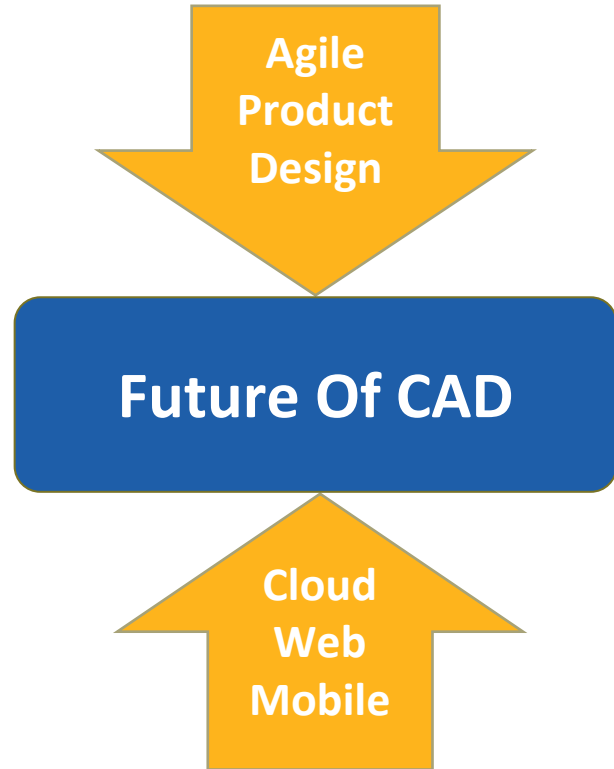 Agile
Product
Design
Future Of CAD
Cloud
Web
Mobile